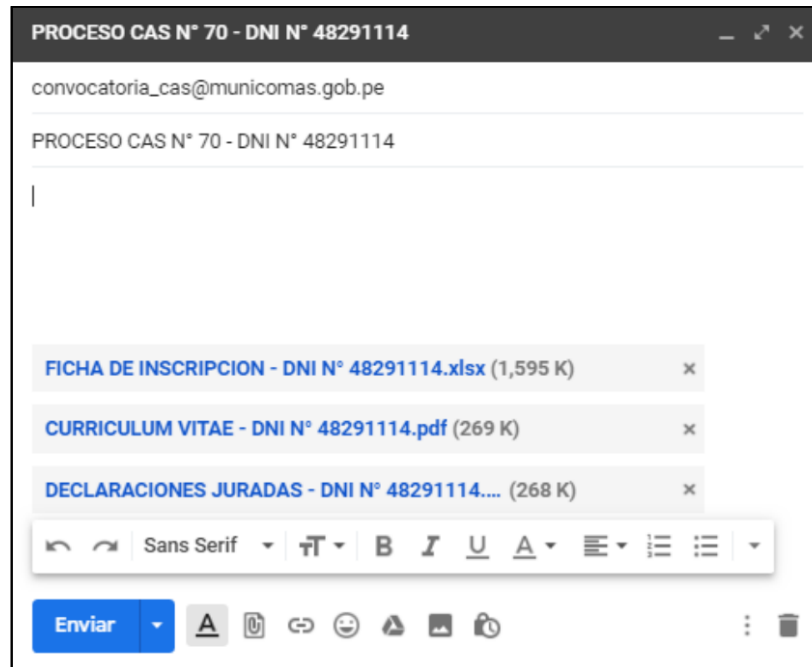 PROCESO CAS N° 70 - DNI N° 48291114
convocatoria_cas@municomas.gob.pe
PROCESO CAS N° 70 - DNI N° 48291114
FICHA DE INSCRIPCION - DNI N° 48291114.xlsx (1,595 K)
CURRICULUM VITAE - DNI N° 48291114.pdf (269 K)
DECLARACIONES JURADAS - DNI N° 48291114.... (268 K)
Sans Serif
Enviar